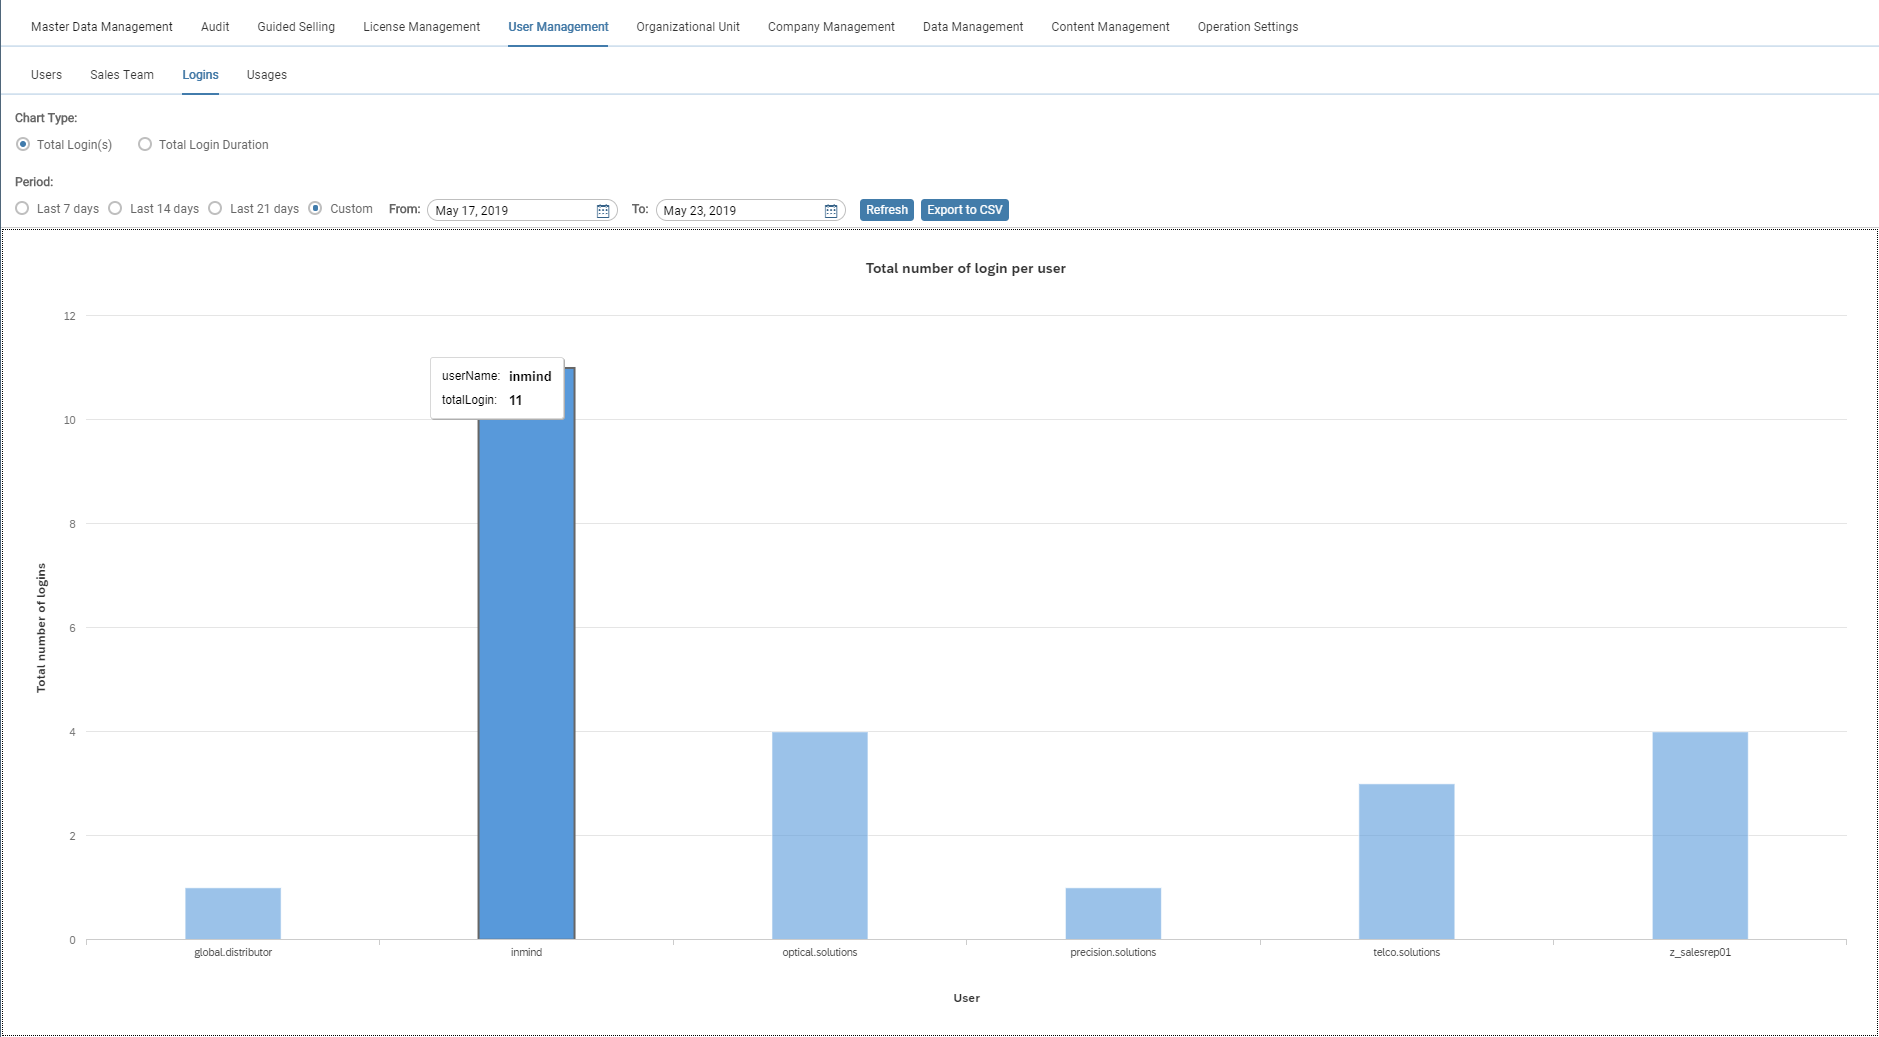 Master Data Management Audit Guided Selling License Management User Management Organizational Unit Company Management Data Management Content Management Operation Settings
Users Sales Team Logins Usages
Chart Type:
Total Login(s) Total Login Duration
Period:
Last 7 days Last 14 days Last 21 days Custom From: May 17, 2019 To: May 23, 2019 Refresh Export to CSV
Total number of login per user
12
userName: inmind
totalLogin: 11
10
8
6
Total number of logins
4
2
0
global.distributor inmind optical.solutions precision.solutions telco.solutions z_salesrep01
User